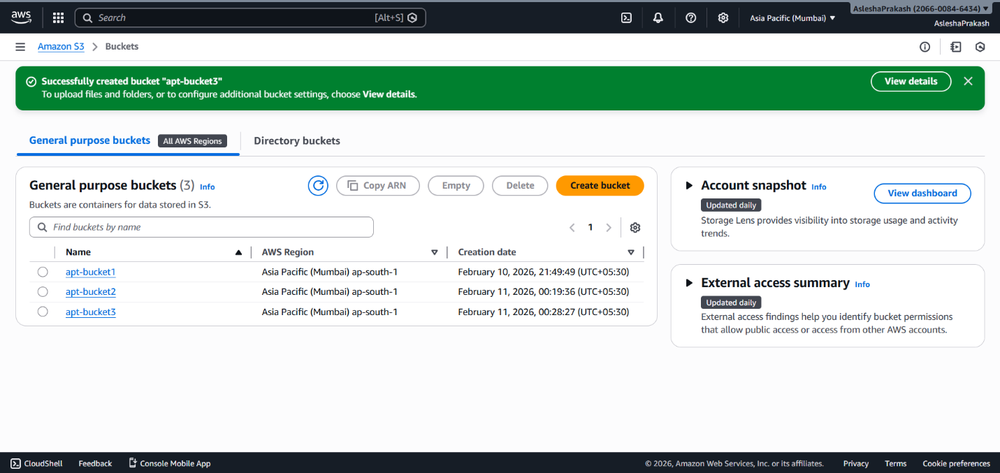 aws
Search [Alt+S]
Asia Pacific (Mumbai)
AsleshaPrakash (2066-0084-6434)
AsleshaPrakash
Amazon S3 > Buckets
Successfully created bucket "apt-bucket3"
To upload files and folders, or to configure additional bucket settings, choose View details.
View details
General purpose buckets All AWS Regions Directory buckets
General purpose buckets (3) Info
Copy ARN Empty Delete Create bucket
Buckets are containers for data stored in S3.
Find buckets by name
1
Name AWS Region Creation date
apt-bucket1 Asia Pacific (Mumbai) ap-south-1 February 10, 2026, 21:49:49 (UTC+05:30)
apt-bucket2 Asia Pacific (Mumbai) ap-south-1 February 11, 2026, 00:19:36 (UTC+05:30)
apt-bucket3 Asia Pacific (Mumbai) ap-south-1 February 11, 2026, 00:28:27 (UTC+05:30)
Account snapshot Info
View dashboard
Updated daily
Storage Lens provides visibility into storage usage and activity
trends.
External access summary Info
Updated daily
External access findings help you identify bucket permissions
that allow public access or access from other AWS accounts.
CloudShell Feedback Console Mobile App
© 2026, Amazon Web Services, Inc. or its affiliates. Privacy Terms Cookie preferences